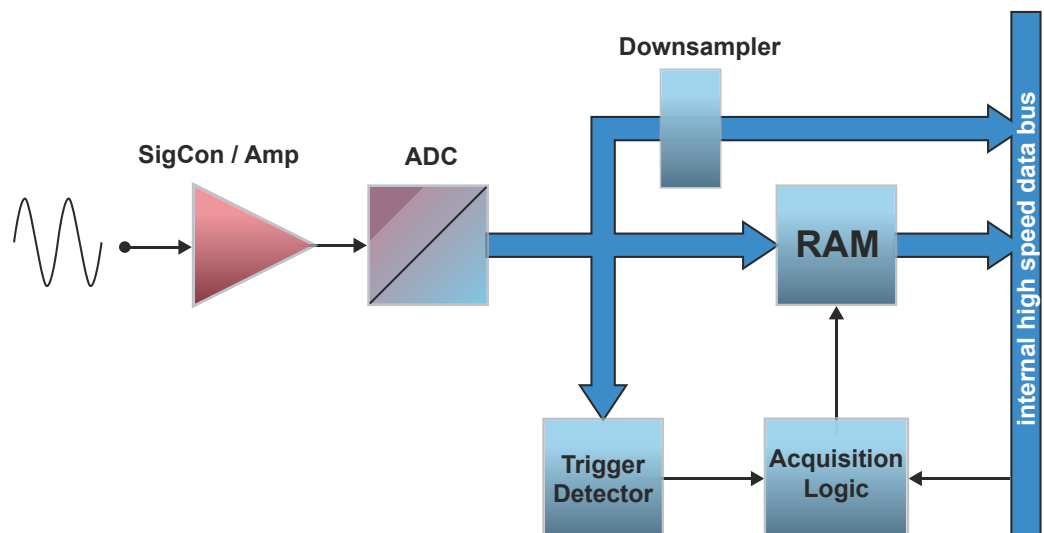 Downsampler
SigCon / Amp
ADC
RAM
internal high speed data bus
Trigger
Detector
Acquisition
Logic